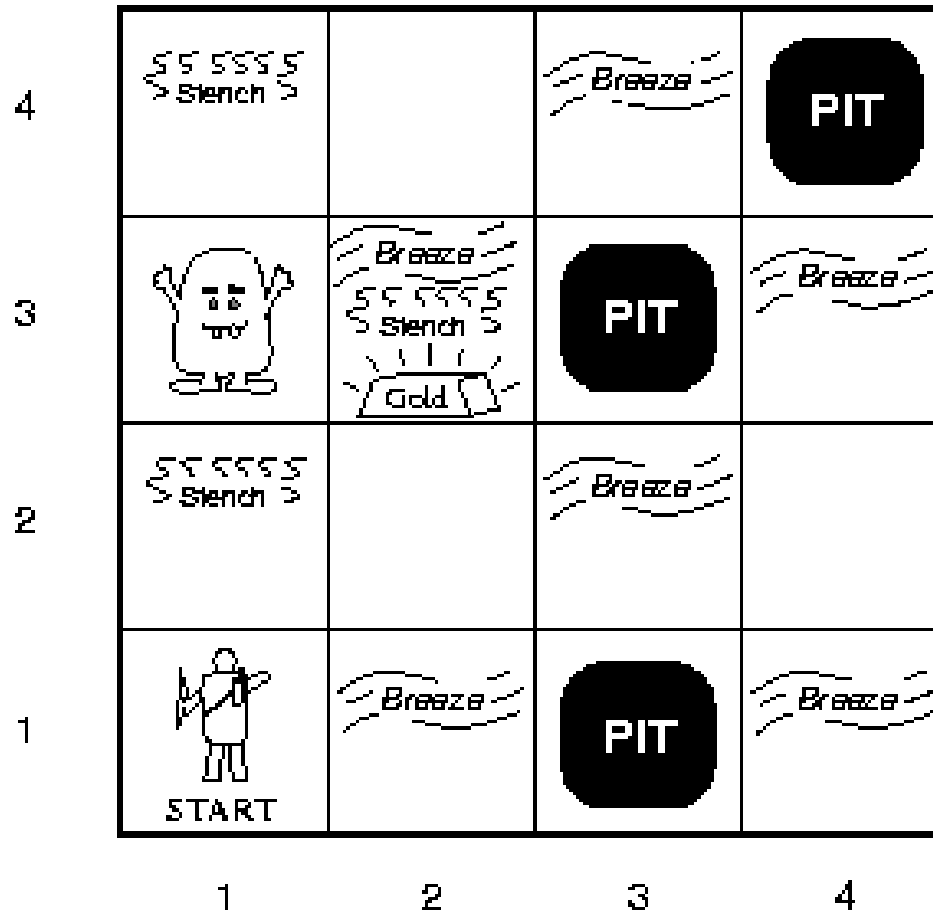 4
Stench
Breeze
PIT
3
Breeze
Stench
Gold
PIT
Breeze
2
Stench
Breeze
1
START
Breeze
PIT
Breeze
1 2 3 4